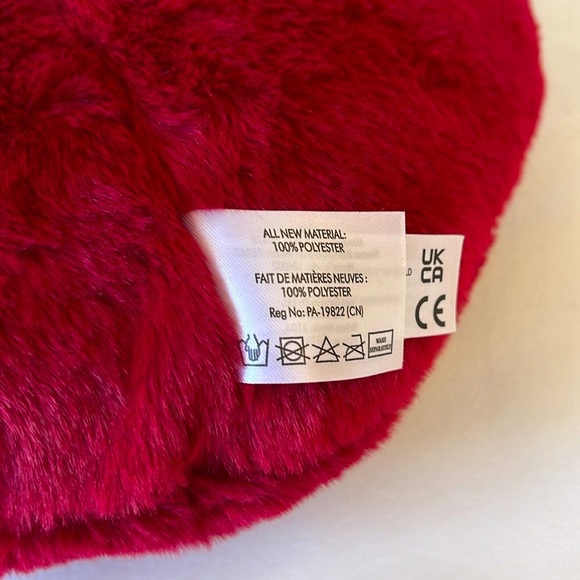 ALL NEW MATERIAL:
100% POLYESTER
FAIT DE MATIÈRES NEUVES :
100% POLYESTER
Reg No: PA-19822 (CN)
WASH
SEPARATELY
LD
UK
CA
CE